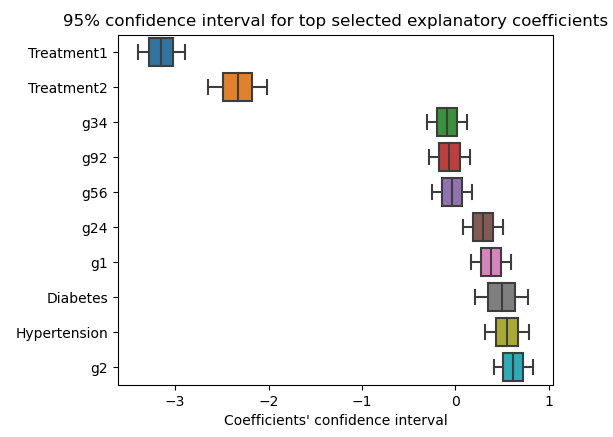 95% confidence interval for top selected explanatory coefficients
Treatment1
Treatment2
g34
g92
g56
g24
g1
Diabetes
Hypertension
g2
−3 −2 −1 0 1
Coefficients' confidence interval